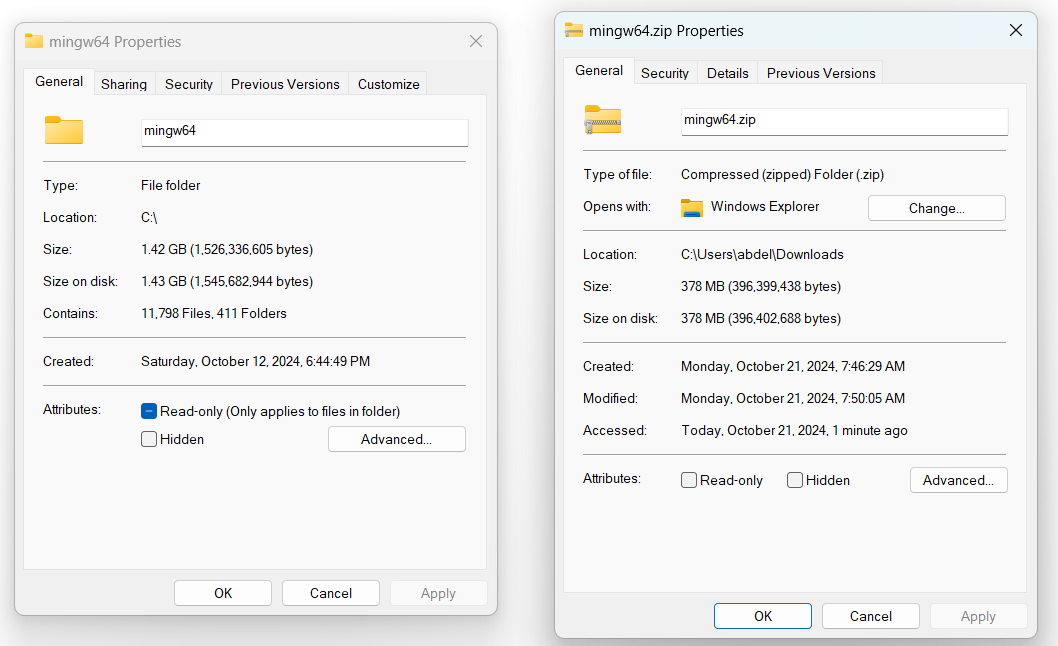 mingw64 Properties
General Sharing Security Previous Versions Customize
mingw64
Type: File folder
Location: C:\
Size: 1.42 GB (1,526,336,605 bytes)
Size on disk: 1.43 GB (1,545,682,944 bytes)
Contains: 11,798 Files, 411 Folders
Created: Saturday, October 12, 2024, 6:44:49 PM
Attributes: Read-only (Only applies to files in folder)
Hidden Advanced...
OK Cancel Apply
mingw64.zip Properties
General Security Details Previous Versions
mingw64.zip
Type of file: Compressed (zipped) Folder (.zip)
Opens with: Windows Explorer Change...
Location: C:\Users\abdel\Downloads
Size: 378 MB (396,399,438 bytes)
Size on disk: 378 MB (396,402,688 bytes)
Created: Monday, October 21, 2024, 7:46:29 AM
Modified: Monday, October 21, 2024, 7:50:05 AM
Accessed: Today, October 21, 2024, 1 minute ago
Attributes: Read-only Hidden Advanced...
OK Cancel Apply